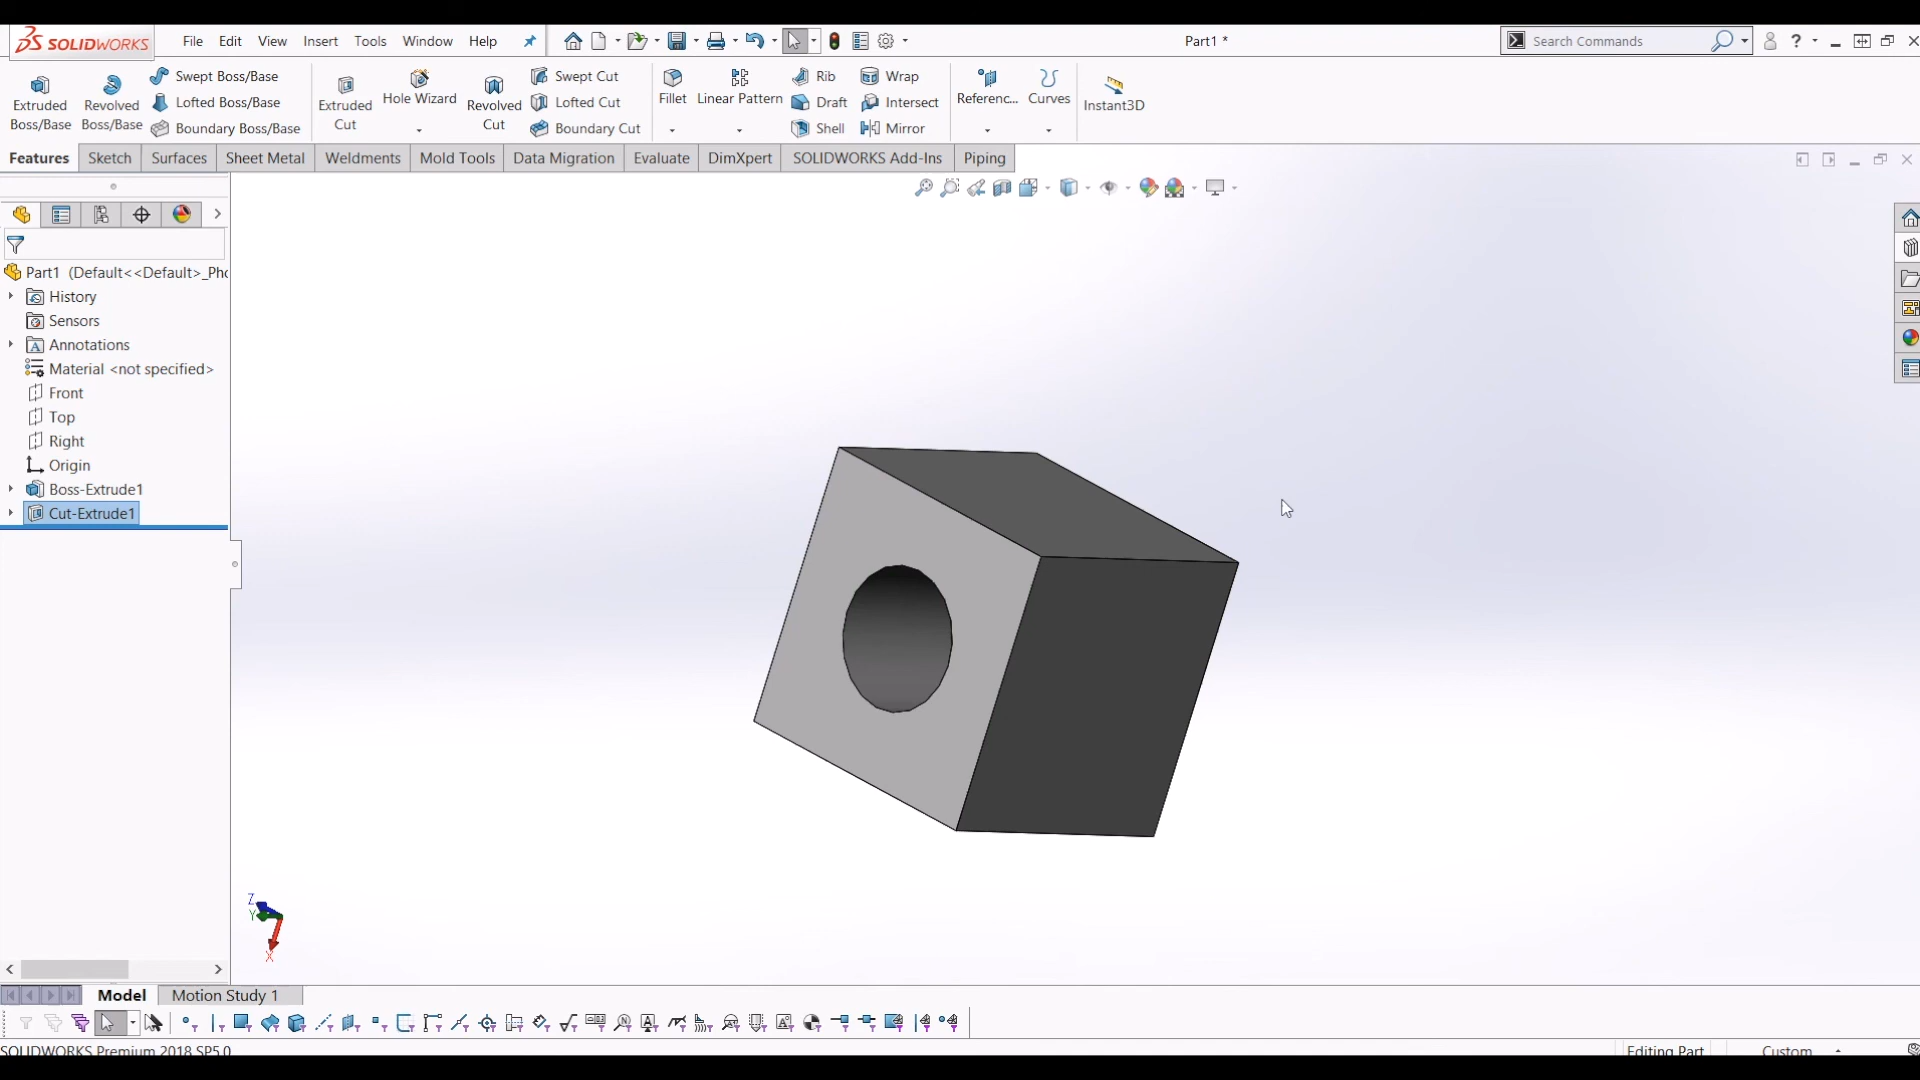 SOLIDWORKS File Edit View Insert Tools Window Help Part1 * Search Commands ?
Extruded Boss/Base
Revolved Boss/Base
Swept Boss/Base
Lofted Boss/Base
Boundary Boss/Base
Extruded Cut
Hole Wizard
Revolved Cut
Swept Cut
Lofted Cut
Boundary Cut
Fillet
Linear Pattern
Rib
Draft
Shell
Wrap
Intersect
Mirror
Referenc...
Curves
Instant3D
Features Sketch Surfaces Sheet Metal Weldments Mold Tools Data Migration Evaluate DimXpert SOLIDWORKS Add-Ins Piping
Part1 (Default<<Default>_Pho
History
Sensors
Annotations
Material <not specified>
Front
Top
Right
Origin
Boss-Extrude1
Cut-Extrude1
Z
Y
X
Model Motion Study 1
SOLIDWORKS Premium 2018 SP5.0 Editing Part Custom